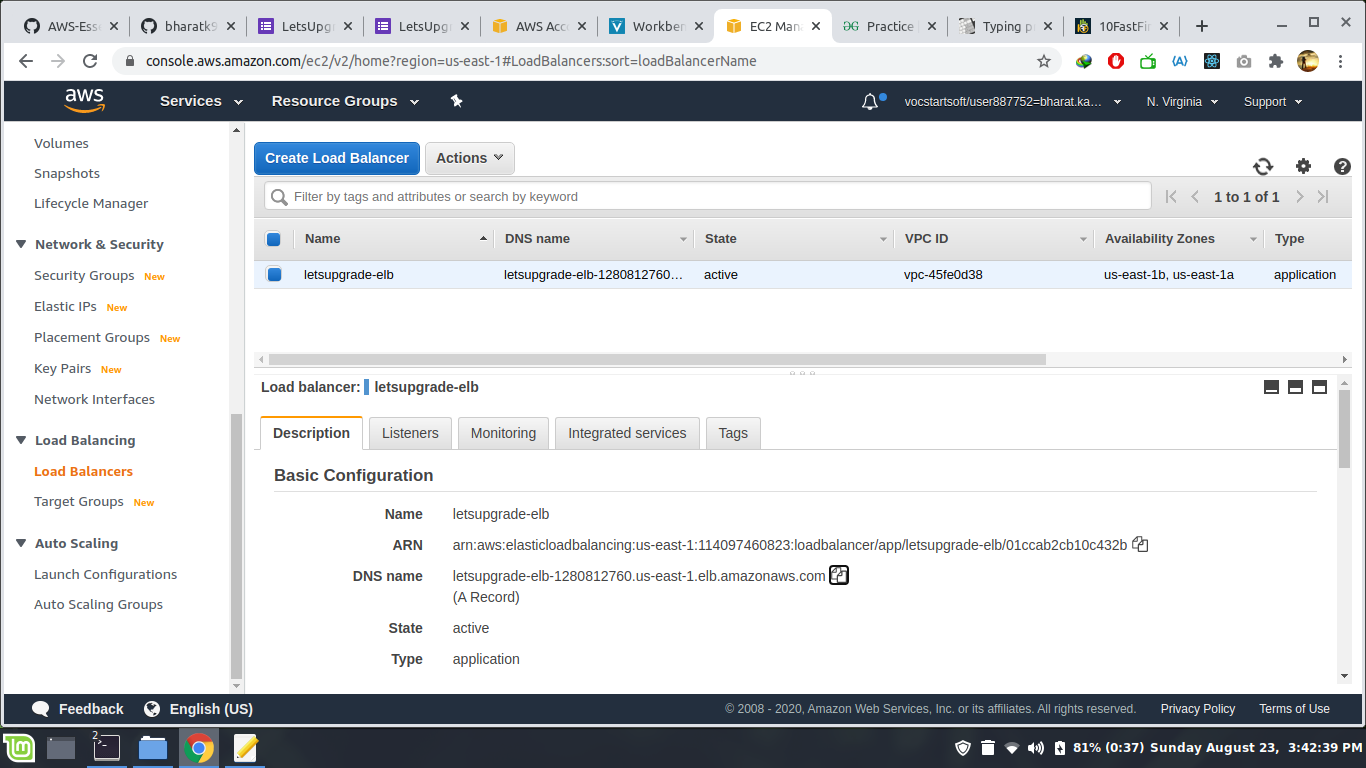 AWS-Esse
bharatk9
LetsUpgr
LetsUpgr
AWS Acc
Workben
EC2 Man
Practice
Typing p
10FastFin
console.aws.amazon.com/ec2/v2/home?region=us-east-1#LoadBalancers:sort=loadBalancerName
aws
Services
Resource Groups
vocstartsoft/user887752=bharat.ka...
N. Virginia
Support
Volumes
Snapshots
Lifecycle Manager
Network & Security
Security Groups New
Elastic IPs New
Placement Groups New
Key Pairs New
Network Interfaces
Load Balancing
Load Balancers
Target Groups New
Auto Scaling
Launch Configurations
Auto Scaling Groups
Create Load Balancer
Actions
Filter by tags and attributes or search by keyword
1 to 1 of 1
Name DNS name State VPC ID Availability Zones Type
letsupgrade-elb letsupgrade-elb-1280812760... active vpc-45fe0d38 us-east-1b, us-east-1a application
Load balancer: letsupgrade-elb
Description Listeners Monitoring Integrated services Tags
Basic Configuration
Name letsupgrade-elb
ARN arn:aws:elasticloadbalancing:us-east-1:114097460823:loadbalancer/app/letsupgrade-elb/01ccab2cb10c432b
DNS name letsupgrade-elb-1280812760.us-east-1.elb.amazonaws.com
(A Record)
State active
Type application
Feedback
English (US)
© 2008 - 2020, Amazon Web Services, Inc. or its affiliates. All rights reserved.
Privacy Policy
Terms of Use
2
81% (0:37) Sunday August 23, 3:42:39 PM